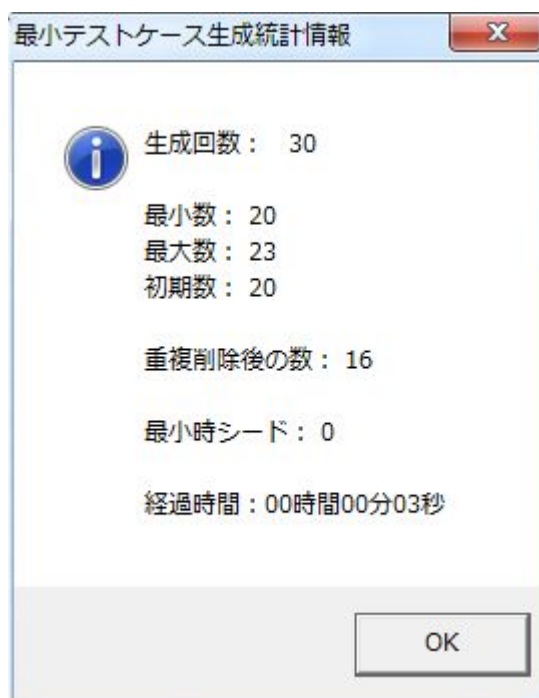 最小テストケース生成統計情報
生成回数： 30
最小数： 20
最大数： 23
初期数： 20
重複削除後の数： 16
最小時シード： 0
経過時間：00時間00分03秒
OK